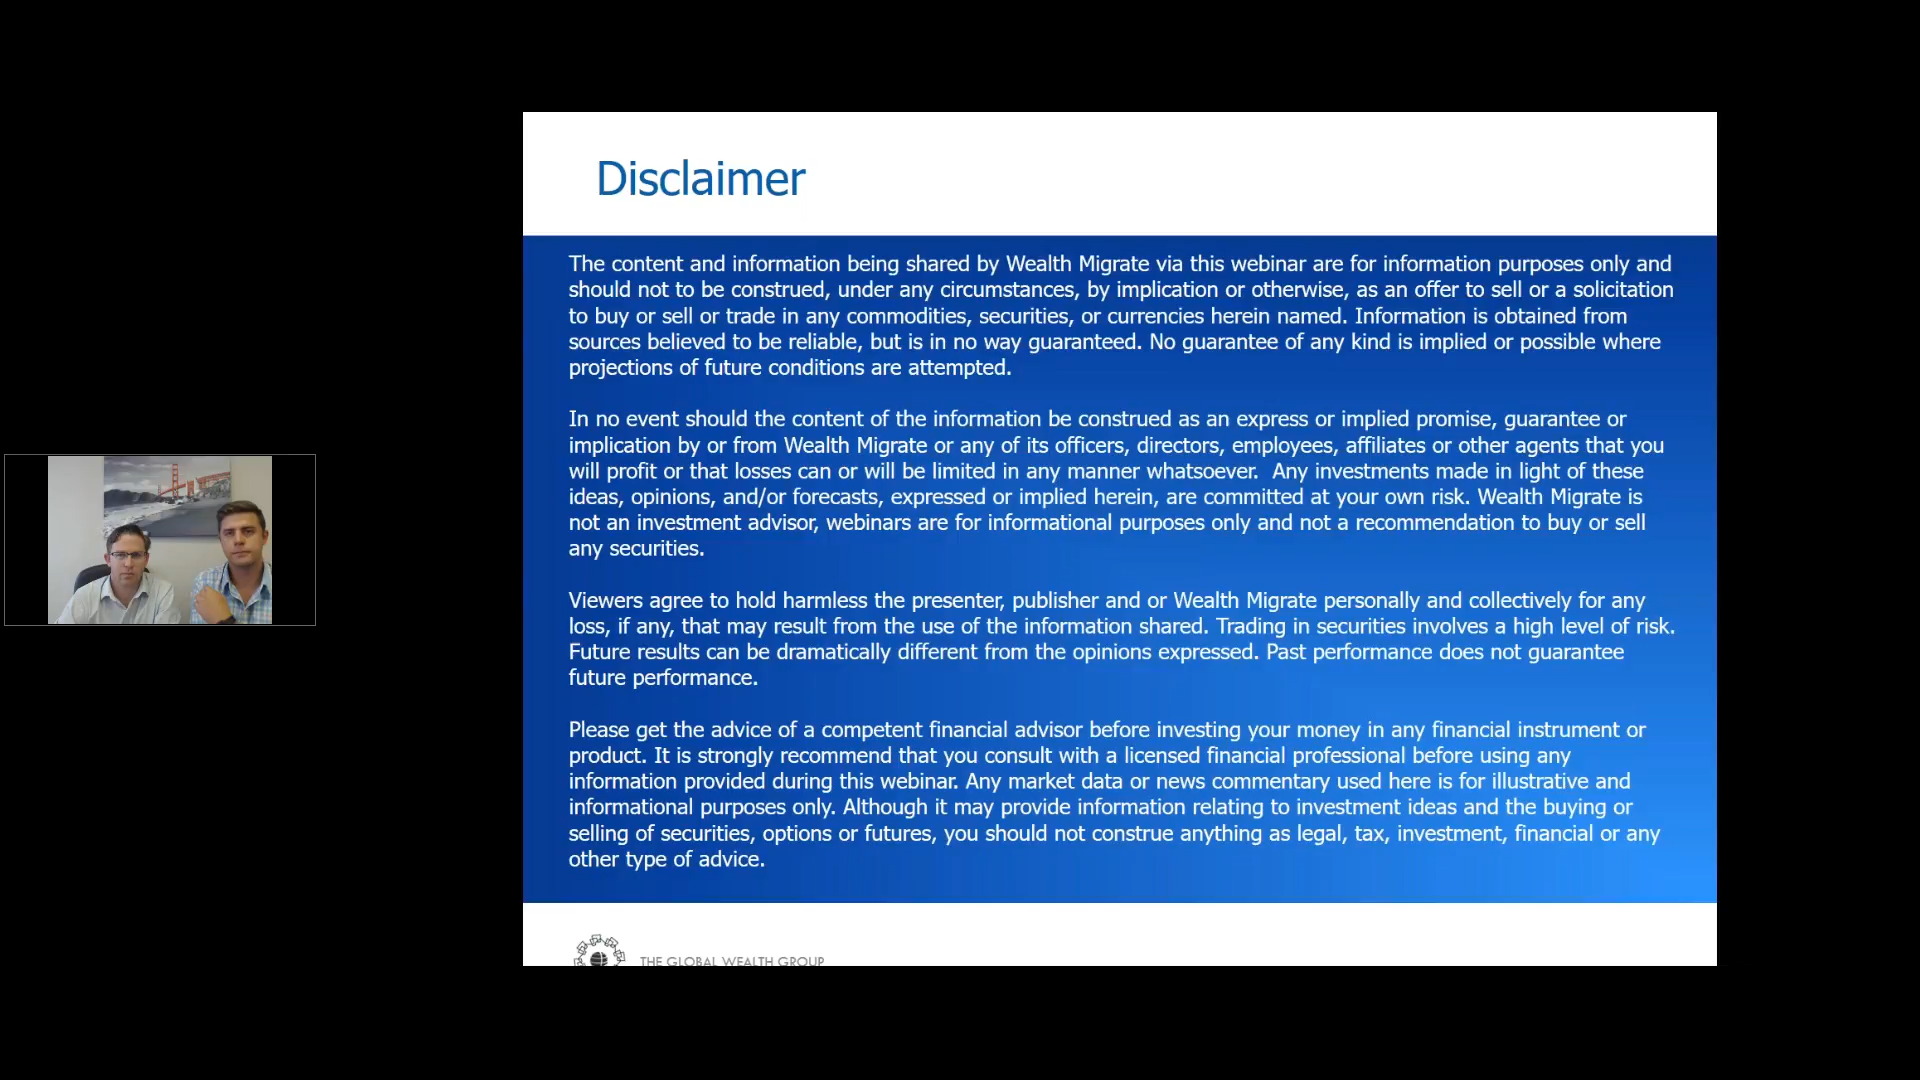 Disclaimer
The content and information being shared by Wealth Migrate via this webinar are for information purposes only and
should not to be construed, under any circumstances, by implication or otherwise, as an offer to sell or a solicitation
to buy or sell or trade in any commodities, securities, or currencies herein named. Information is obtained from
sources believed to be reliable, but is in no way guaranteed. No guarantee of any kind is implied or possible where
projections of future conditions are attempted.
In no event should the content of the information be construed as an express or implied promise, guarantee or
implication by or from Wealth Migrate or any of its officers, directors, employees, affiliates or other agents that you
will profit or that losses can or will be limited in any manner whatsoever. Any investments made in light of these
ideas, opinions, and/or forecasts, expressed or implied herein, are committed at your own risk. Wealth Migrate is
not an investment advisor, webinars are for informational purposes only and not a recommendation to buy or sell
any securities.
Viewers agree to hold harmless the presenter, publisher and or Wealth Migrate personally and collectively for any
loss, if any, that may result from the use of the information shared. Trading in securities involves a high level of risk.
Future results can be dramatically different from the opinions expressed. Past performance does not guarantee
future performance.
Please get the advice of a competent financial advisor before investing your money in any financial instrument or
product. It is strongly recommend that you consult with a licensed financial professional before using any
information provided during this webinar. Any market data or news commentary used here is for illustrative and
informational purposes only. Although it may provide information relating to investment ideas and the buying or
selling of securities, options or futures, you should not construe anything as legal, tax, investment, financial or any
other type of advice.
THE GLOBAL WEALTH GROUP